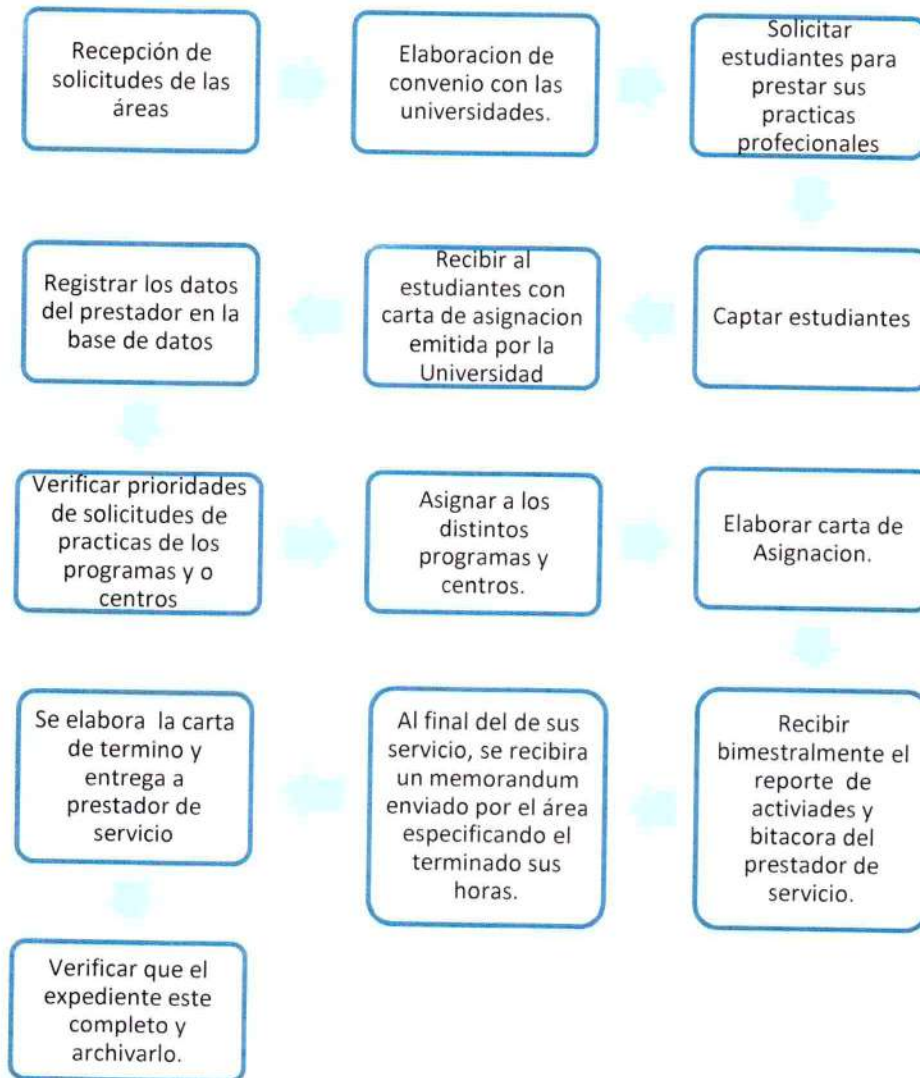 Recepción de
solicitudes de las
áreas
Elaboracion de
convenio con las
universidades.
Solicitar
estudiantes para
prestar sus
practicas
profecionales
Captar estudiantes
Recibir al
estudiantes con
carta de asignacion
emitida por la
Universidad
Registrar los datos
del prestador en la
base de datos
Verificar prioridades
de solicitudes de
practicas de los
programas y o
centros
Asignar a los
distintos
programas y
centros.
Elaborar carta de
Asignacion.
Recibir
bimestralmente el
reporte de
activiades y
bitacora del
prestador de
servicio.
Al final del de sus
servicio, se recibira
un memorandum
enviado por el área
especificando el
terminado sus
horas.
Se elabora la carta
de termino y
entrega a
prestador de
servicio
Verificar que el
expediente este
completo y
archivarlo.